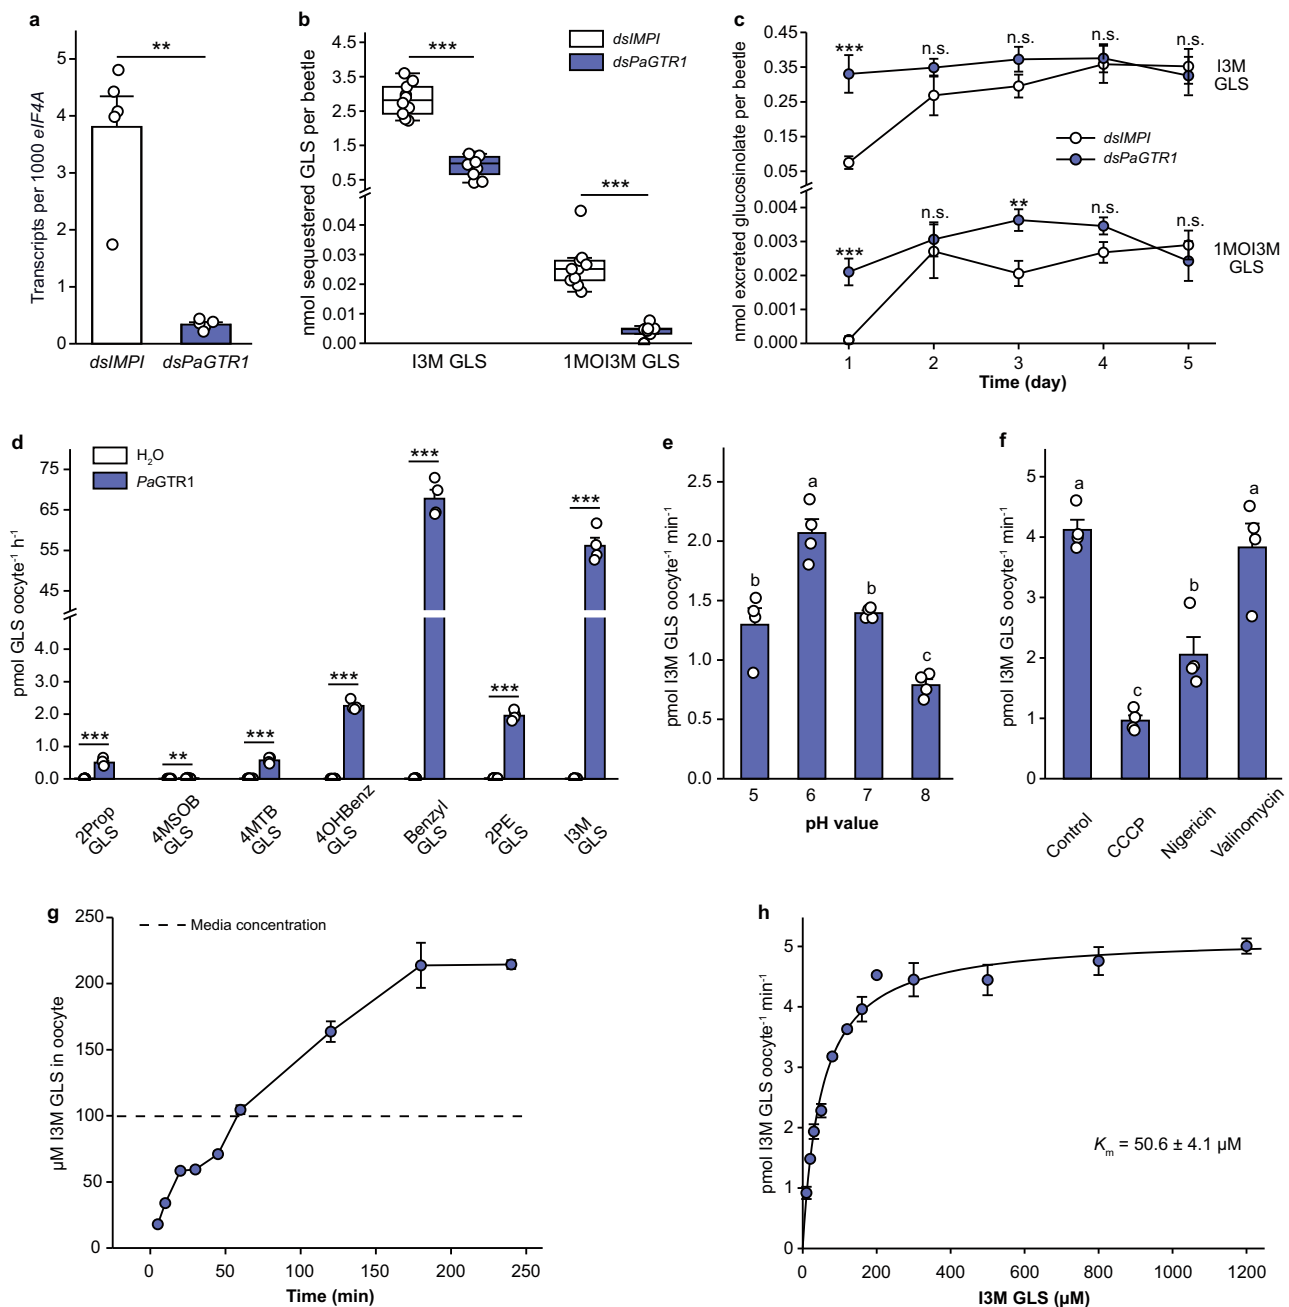 a
Transcripts per 1000 eIF4A
5
4
3
2
1
0
**
dsIMPI dsPaGTR1
b
nmol sequestered GLS per beetle
4.5
3.5
2.5
1.5
0.5
0.04
0.03
0.02
0.01
0.00
***
***
dsIMPI
dsPaGTR1
I3M GLS 1MOI3M GLS
c
nmol excreted glucosinolate per beetle
0.45
0.35
0.25
0.15
0.05
0.004
0.003
0.002
0.001
0.000
*** n.s. n.s. n.s. n.s.
I3M
GLS
dsIMPI
dsPaGTR1
*** n.s. ** n.s. n.s.
1MOI3M
GLS
1 2 3 4 5
Time (day)
d
pmol GLS oocyte-1 h-1
H2O
PaGTR1
75
65
55
45
4.0
3.0
2.0
1.0
0.0
*** ** *** *** *** *** ***
2Prop
GLS
4MSOB
GLS
4MTB
GLS
4OHBenz
GLS
Benzyl
GLS
2PE
GLS
I3M
GLS
e
pmol I3M GLS oocyte-1 min-1
2.5
2.0
1.5
1.0
0.5
0.0
b a b c
5 6 7 8
pH value
f
pmol I3M GLS oocyte-1 min-1
5
4
3
2
1
0
a c b a
Control
CCCP
Nigericin
Valinomycin
g
µM I3M GLS in oocyte
250
200
150
100
50
0
Media concentration
0 50 100 150 200 250
Time (min)
h
pmol I3M GLS oocyte-1 min-1
5
4
3
2
1
0
Km = 50.6 ± 4.1 µM
0 200 400 600 800 1000 1200
I3M GLS (µM)